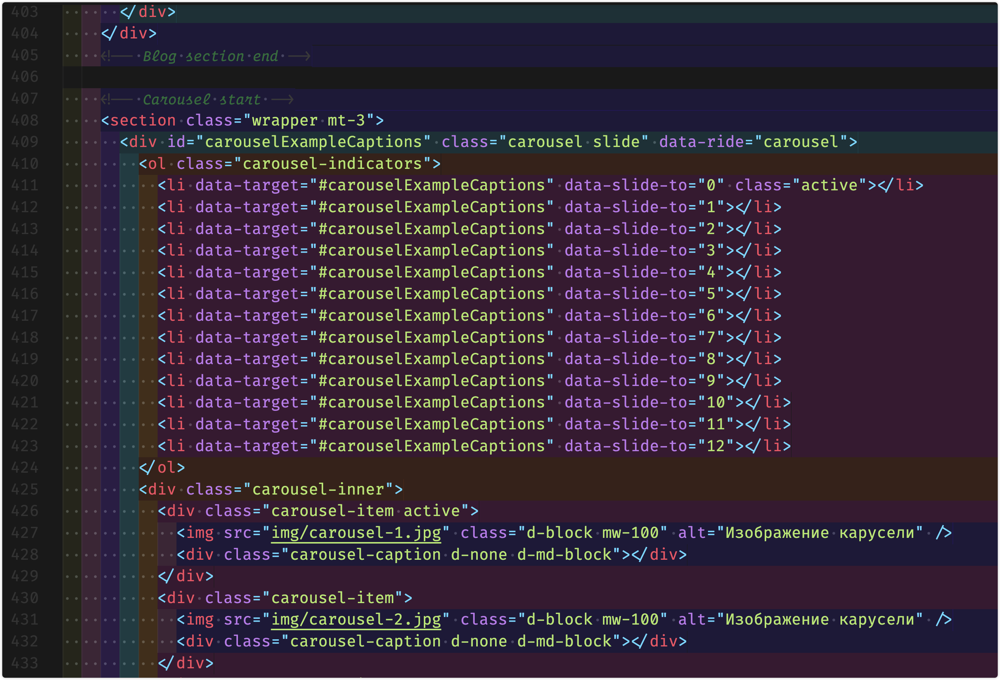 403 </div>
404 </div>
405 <!-- Blog section end -->
406
407 <!-- Carousel start -->
408 <section class="wrapper mt-3">
409 <div id="carouselExampleCaptions" class="carousel slide" data-ride="carousel">
410 <ol class="carousel-indicators">
411 <li data-target="#carouselExampleCaptions" data-slide-to="0" class="active"></li>
412 <li data-target="#carouselExampleCaptions" data-slide-to="1"></li>
413 <li data-target="#carouselExampleCaptions" data-slide-to="2"></li>
414 <li data-target="#carouselExampleCaptions" data-slide-to="3"></li>
415 <li data-target="#carouselExampleCaptions" data-slide-to="4"></li>
416 <li data-target="#carouselExampleCaptions" data-slide-to="5"></li>
417 <li data-target="#carouselExampleCaptions" data-slide-to="6"></li>
418 <li data-target="#carouselExampleCaptions" data-slide-to="7"></li>
419 <li data-target="#carouselExampleCaptions" data-slide-to="8"></li>
420 <li data-target="#carouselExampleCaptions" data-slide-to="9"></li>
421 <li data-target="#carouselExampleCaptions" data-slide-to="10"></li>
422 <li data-target="#carouselExampleCaptions" data-slide-to="11"></li>
423 <li data-target="#carouselExampleCaptions" data-slide-to="12"></li>
424 </ol>
425 <div class="carousel-inner">
426 <div class="carousel-item active">
427 <img src="img/carousel-1.jpg" class="d-block mw-100" alt="Изображение карусели" />
428 <div class="carousel-caption d-none d-md-block"></div>
429 </div>
430 <div class="carousel-item">
431 <img src="img/carousel-2.jpg" class="d-block mw-100" alt="Изображение карусели" />
432 <div class="carousel-caption d-none d-md-block"></div>
433 </div>